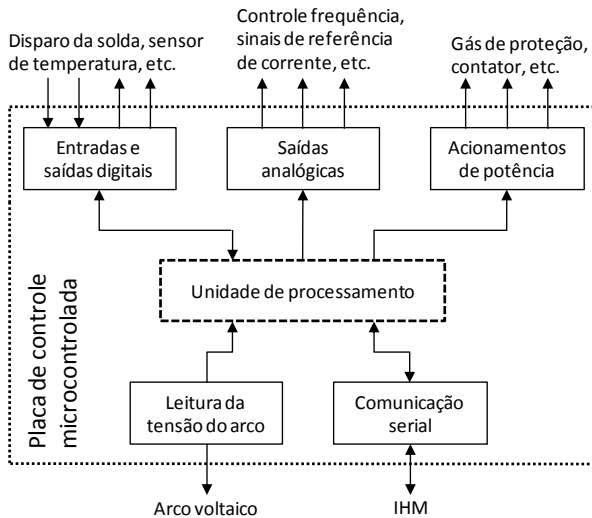 Disparo da solda, sensor
de temperatura, etc.
Controle frequência,
sinais de referência
de corrente, etc.
Gás de proteção,
contator, etc.
Entradas e
saídas digitais
Saídas
analógicas
Acionamentos
de potência
Unidade de processamento
Placa de controle
microcontrolada
Leitura da
tensão do arco
Comunicação
serial
Arco voltaico
IHM